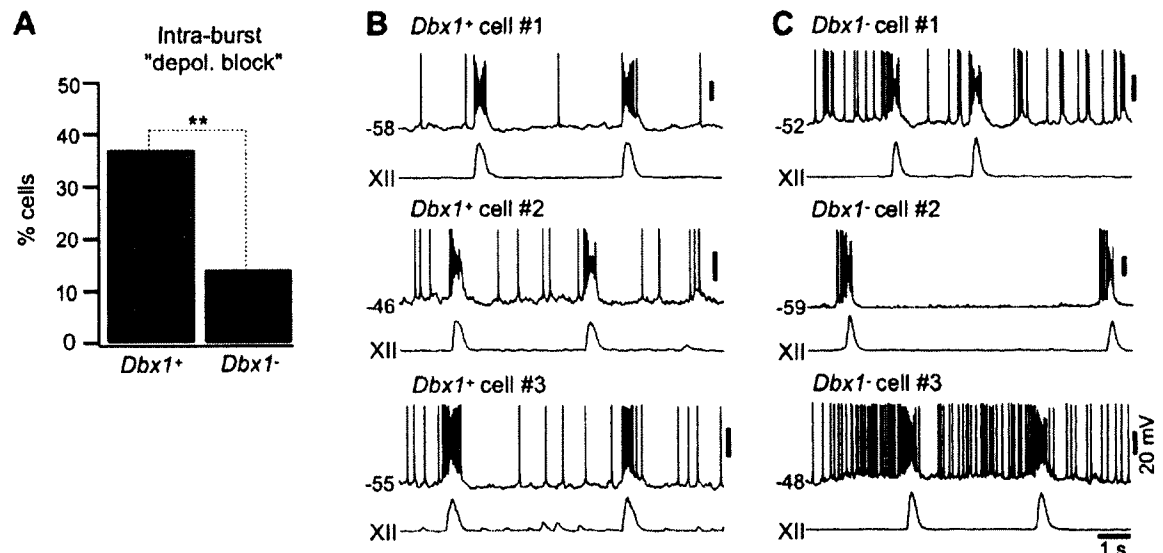 A
Intra-burst
"depol. block"
% cells
50
40
30
20
10
0
**
Dbx1+
Dbx1-
B
Dbx1+ cell #1
-58
XII
Dbx1+ cell #2
-46
XII
Dbx1+ cell #3
-55
XII
C
Dbx1- cell #1
-52
XII
Dbx1- cell #2
-59
XII
Dbx1- cell #3
-48
XII
20 mV
1 s